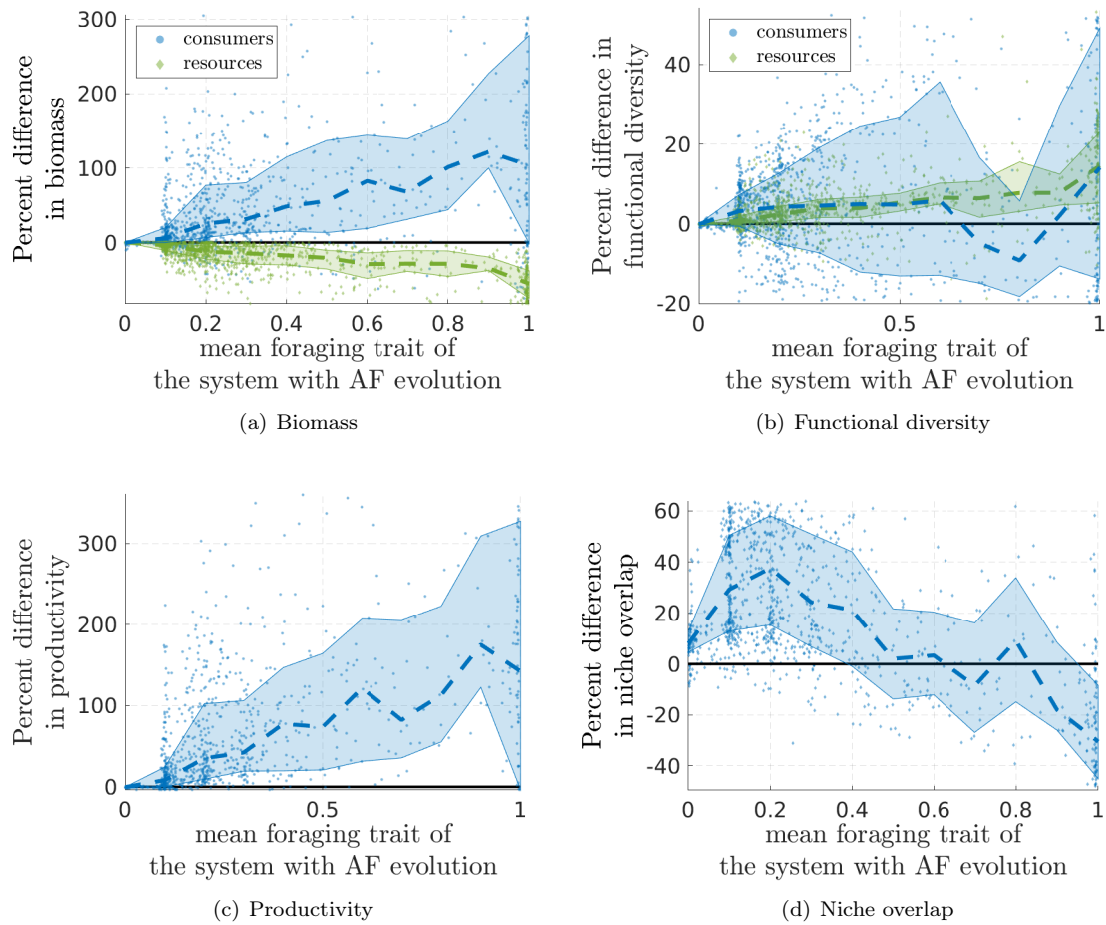 Percent difference
in biomass
300
200
100
0
consumers
resources
0
0.2
0.4
0.6
0.8
1
mean foraging trait of
the system with AF evolution
(a) Biomass
Percent difference in
functional diversity
40
20
0
-20
consumers
resources
0
0.5
1
mean foraging trait of
the system with AF evolution
(b) Functional diversity
Percent difference
in productivity
300
200
100
0
0
0.5
1
mean foraging trait of
the system with AF evolution
(c) Productivity
Percent difference
in niche overlap
60
40
20
0
-20
-40
0
0.2
0.4
0.6
0.8
1
mean foraging trait of
the system with AF evolution
(d) Niche overlap